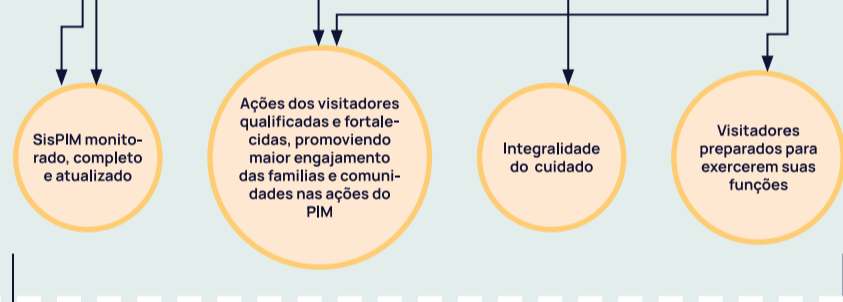 SisPIM monito-
rado, completo
e atualizado
Ações dos visitadores
qualificadas e fortale-
cidas, promoviendo
maior engajamento
das familias e comuni-
dades nas ações do
PIM
Integralidade
do cuidado
Visitadores
preparados para
exercerem suas
funções